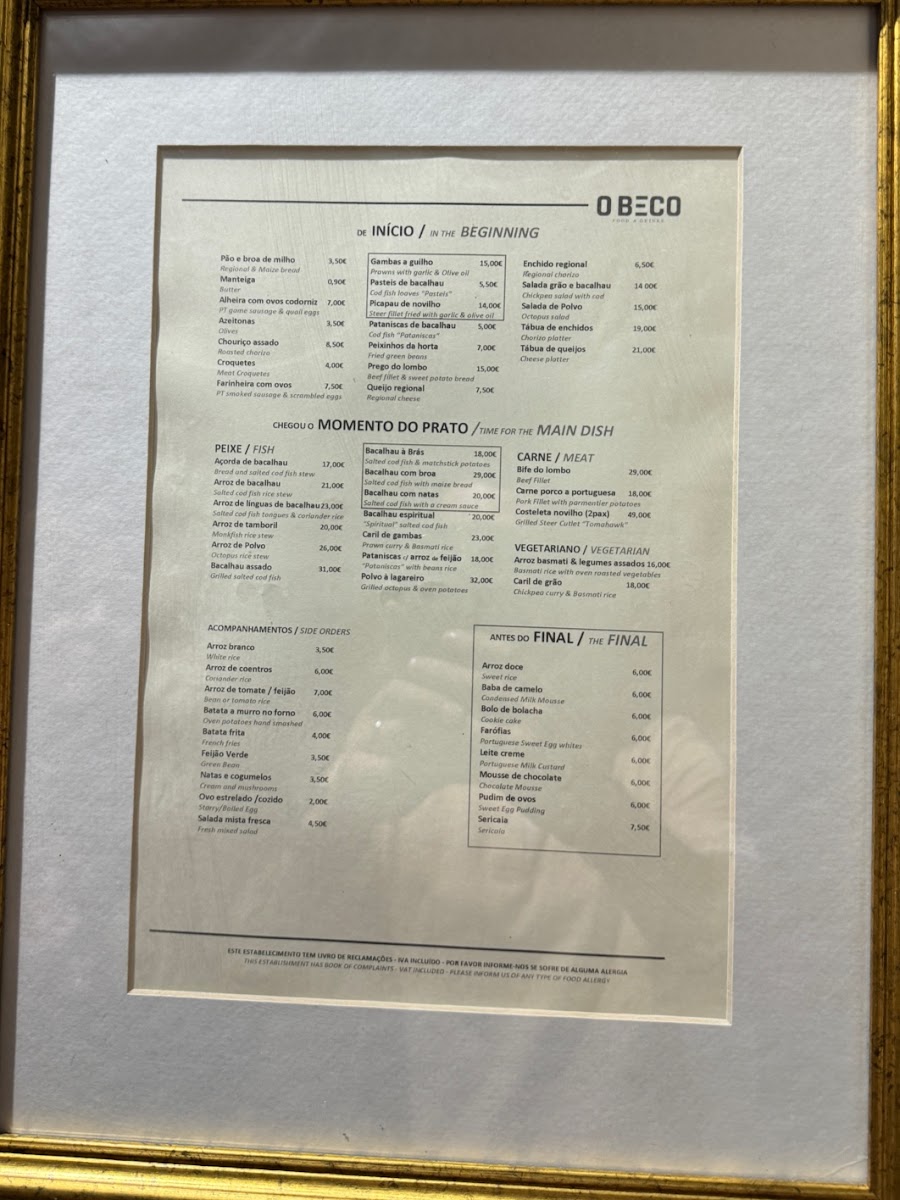 O BECO
FOOD & DRINKS
DE INÍCIO / IN THE BEGINNING
Pão e broa de milho 3,50€
Regional & Maize bread
Manteiga 0,90€
Butter
Alheira com ovos codorniz 7,00€
PT game sausage & quail eggs
Azeitonas 3,50€
Olives
Chouriço assado 8,50€
Roasted chorizo
Croquetes 4,00€
Meat Croquetes
Farinheira com ovos 7,50€
PT smoked sausage & scrambled eggs
Gambas a guilho 15,00€
Prawns with garlic & Olive oil
Pasteis de bacalhau 5,50€
Cod fish looves "Pasteis"
Picapau de novilho 14,00€
Steer fillet fried with garlic & olive oil
Pataniscas de bacalhau 5,00€
Cod fish "Pataniscas"
Peixinhos da horta 7,00€
Fried green beans
Prego do lombo 15,00€
Beef fillet & sweet potato bread
Queijo regional 7,50€
Regional cheese
Enchido regional 6,50€
Regional chorizo
Salada grão e bacalhau 14 00€
Chickpea salad with cod
Salada de Polvo 15,00€
Octopus salad
Tábua de enchidos 19,00€
Chorizo platter
Tábua de queijos 21,00€
Cheese platter
CHEGOU O MOMENTO DO PRATO /TIME FOR THE MAIN DISH
PEIXE / FISH
Açorda de bacalhau 17,00€
Bread and salted cod fish stew
Arroz de bacalhau 21,00€
Salted cod fish rice stew
Arroz de línguas de bacalhau23,00€
Salted cod fish tongues & coriander rice
Arroz de tamboril 20,00€
Monkfish rice stew
Arroz de Polvo 26,00€
Octopus rice stew
Bacalhau assado 31,00€
Grilled salted cod fish
Bacalhau à Brás 18,00€
Salted cod fish & matchstick potatoes
Bacalhau com broa 29,00€
Salted cod fish with maize bread
Bacalhau com natas 20,00€
Salted cod fish with a cream sauce
Bacalhau espiritual 20,00€
"Spiritual" salted cod fish
Caril de gambas 23,00€
Prawn curry & Basmati rice
Pataniscas c/ arroz de feijão 18,00€
"Pataniscas" with beans rice
Polvo à lagareiro 32,00€
Grilled octopus & oven potatoes
CARNE / MEAT
Bife do lombo 29,00€
Beef Fillet
Carne porco a portuguesa 18,00€
Pork Fillet with parmentier potatoes
Costeleta novilho (2pax) 49,00€
Grilled Steer Cutlet "Tomahawk"
VEGETARIANO / VEGETARIAN
Arroz basmati & legumes assados 16,00€
Basmati rice with oven roasted vegetables
Caril de grão 18,00€
Chickpea curry & Basmati rice
ACOMPANHAMENTOS / SIDE ORDERS
Arroz branco 3,50€
White rice
Arroz de coentros 6,00€
Coriander rice
Arroz de tomate / feijão 7,00€
Bean or tomato rice
Batata a murro no forno 6,00€
Oven potatoes hand smashed
Batata frita 4,00€
French fries
Feijão Verde 3,50€
Green Bean
Natas e cogumelos 3,50€
Cream and mushrooms
Ovo estrelado /cozido 2,00€
Starry/Boiled Egg
Salada mista fresca 4,50€
Fresh mixed salad
ANTES DO FINAL / THE FINAL
Arroz doce 6,00€
Sweet rice
Baba de camelo 6,00€
Condensed Milk Mousse
Bolo de bolacha 6,00€
Cookie cake
Farófias 6,00€
Portuguese Sweet Egg whites
Leite creme 6,00€
Portuguese Milk Custard
Mousse de chocolate 6,00€
Chocolate Mousse
Pudim de ovos 6,00€
Sweet Egg Pudding
Sericaia 7,50€
Sericaia
ESTE ESTABELECIMENTO TEM LIVRO DE RECLAMAÇÕES - IVA INCLUÍDO - POR FAVOR INFORME-NOS SE SOFRE DE ALGUMA ALERGIA
THIS ESTABLISHMENT HAS BOOK OF COMPLAINTS - VAT INCLUDED - PLEASE INFORM US OF ANY TYPE OF FOOD ALLERGY